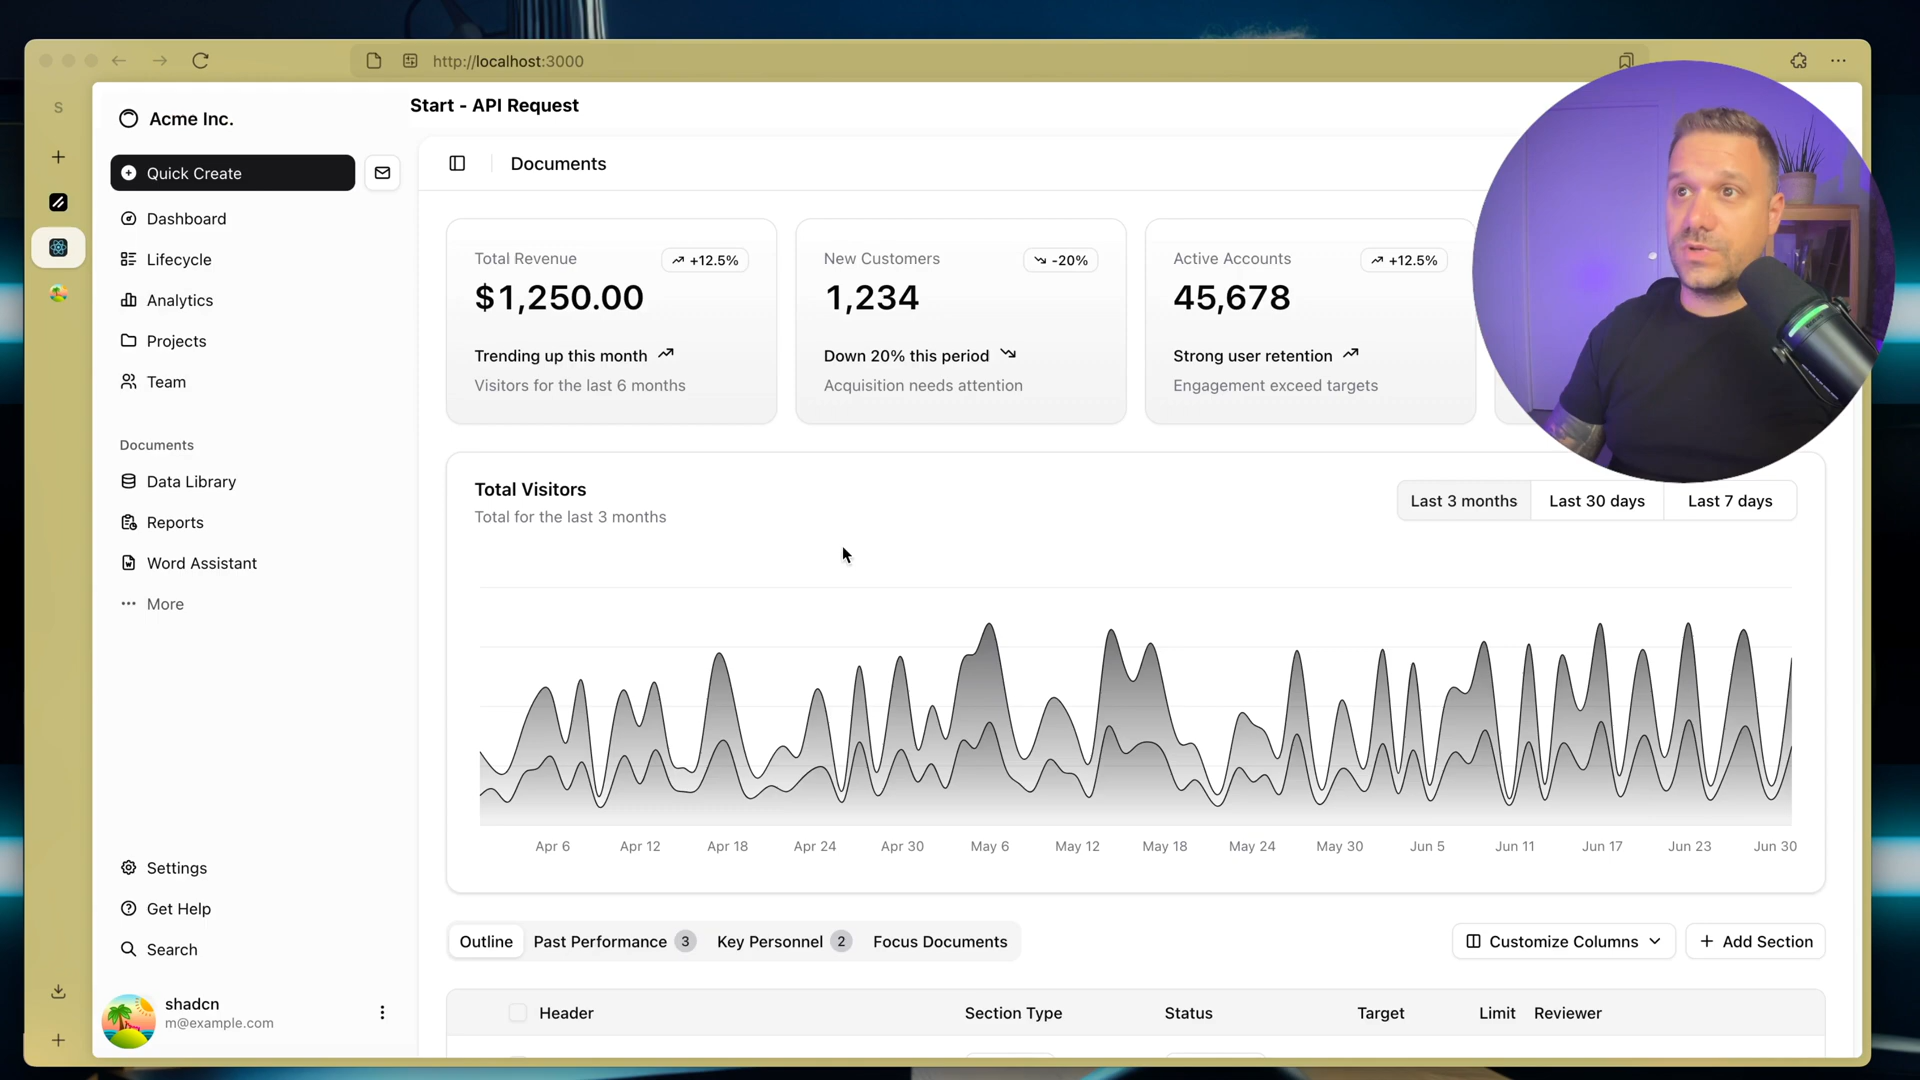 http://localhost:3000
S
Acme Inc.
Start - API Request
Quick Create
Documents
Dashboard
Lifecycle
Analytics
Projects
Team
Documents
Data Library
Reports
Word Assistant
More
Settings
Get Help
Search
shadcn
m@example.com
Total Revenue
+12.5%
$1,250.00
Trending up this month
Visitors for the last 6 months
New Customers
-20%
1,234
Down 20% this period
Acquisition needs attention
Active Accounts
+12.5%
45,678
Strong user retention
Engagement exceed targets
Total Visitors
Total for the last 3 months
Last 3 months
Last 30 days
Last 7 days
Apr 6
Apr 12
Apr 18
Apr 24
Apr 30
May 6
May 12
May 18
May 24
May 30
Jun 5
Jun 11
Jun 17
Jun 23
Jun 30
Outline
Past Performance 3
Key Personnel 2
Focus Documents
Customize Columns
Add Section
Header
Section Type
Status
Target
Limit
Reviewer